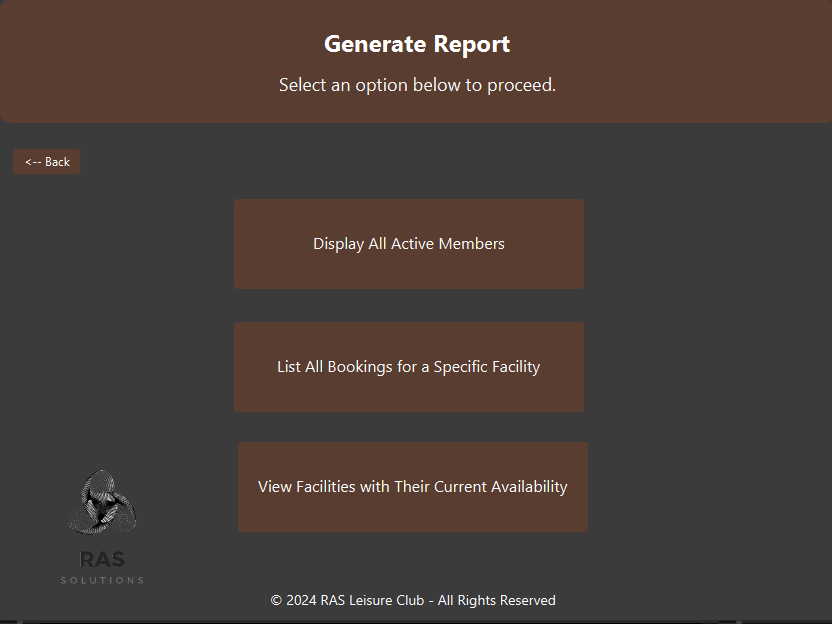 Generate Report
Select an option below to proceed.
<-- Back
Display All Active Members
List All Bookings for a Specific Facility
View Facilities with Their Current Availability
RAS
SOLUTIONS
© 2024 RAS Leisure Club - All Rights Reserved